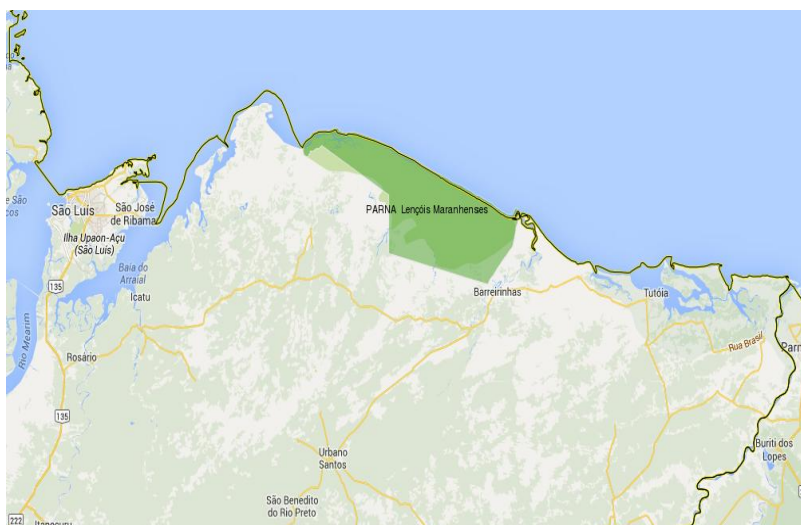 São Luís
São José
de Ribamar
Ilha Upaon-Açu
(São Luís)
Baia do
Arraial
Icatu
135
Rio Mearim
Rosário
135
222
PARNA Lençóis Maranhenses
Barreirinhas
Tutóia
Rua Brasil
Urbano
Santos
São Benedito
do Rio Preto
Buriti dos
Lopes